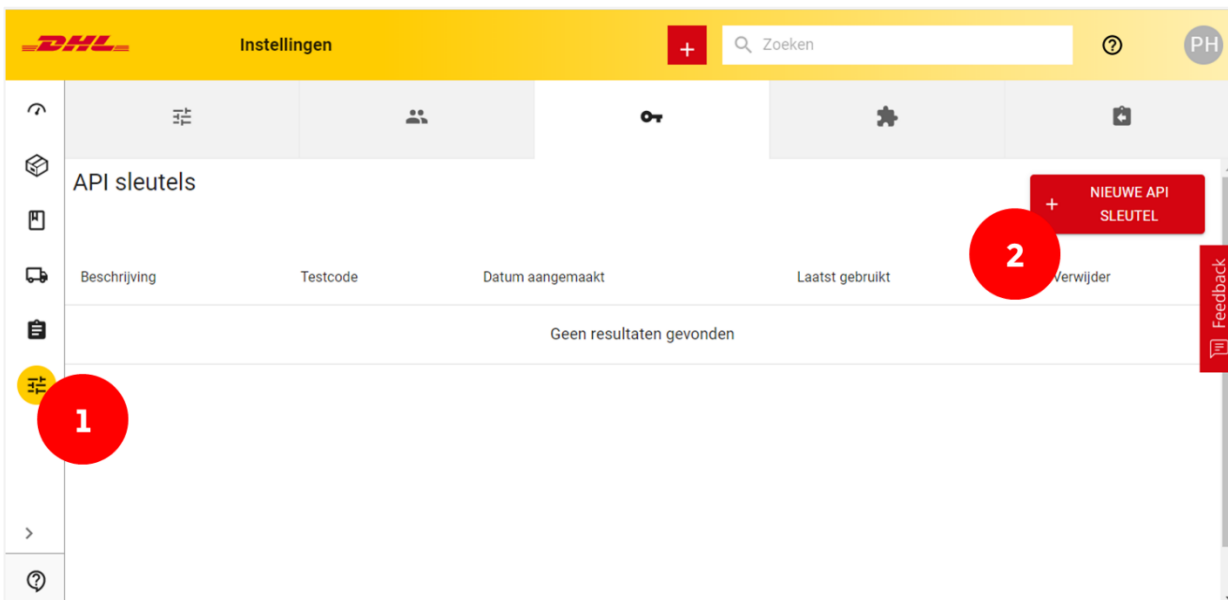 DHL
Instellingen
+
Zoeken
PH
API sleutels
+ NIEUWE API
SLEUTEL
2
Beschrijving Testcode Datum aangemaakt Laatst gebruikt Verwijder
Geen resultaten gevonden
Feedback
1